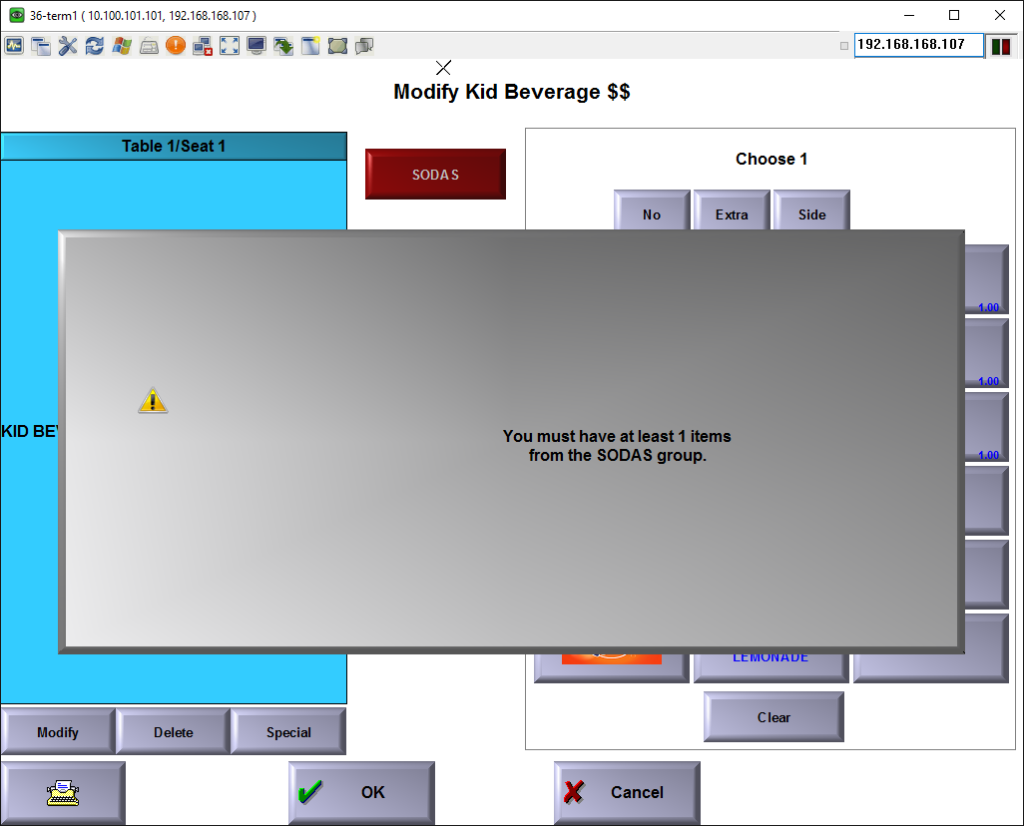 36-term1 ( 10.100.101.101, 192.168.168.107 )
192.168.168.107
Modify Kid Beverage $$
Table 1/Seat 1
SODAS
Choose 1
No
Extra
Side
1.00
1.00
KID BEV
1.00
You must have at least 1 items
from the SODAS group.
LEMONADE
Clear
Modify
Delete
Special
OK
Cancel